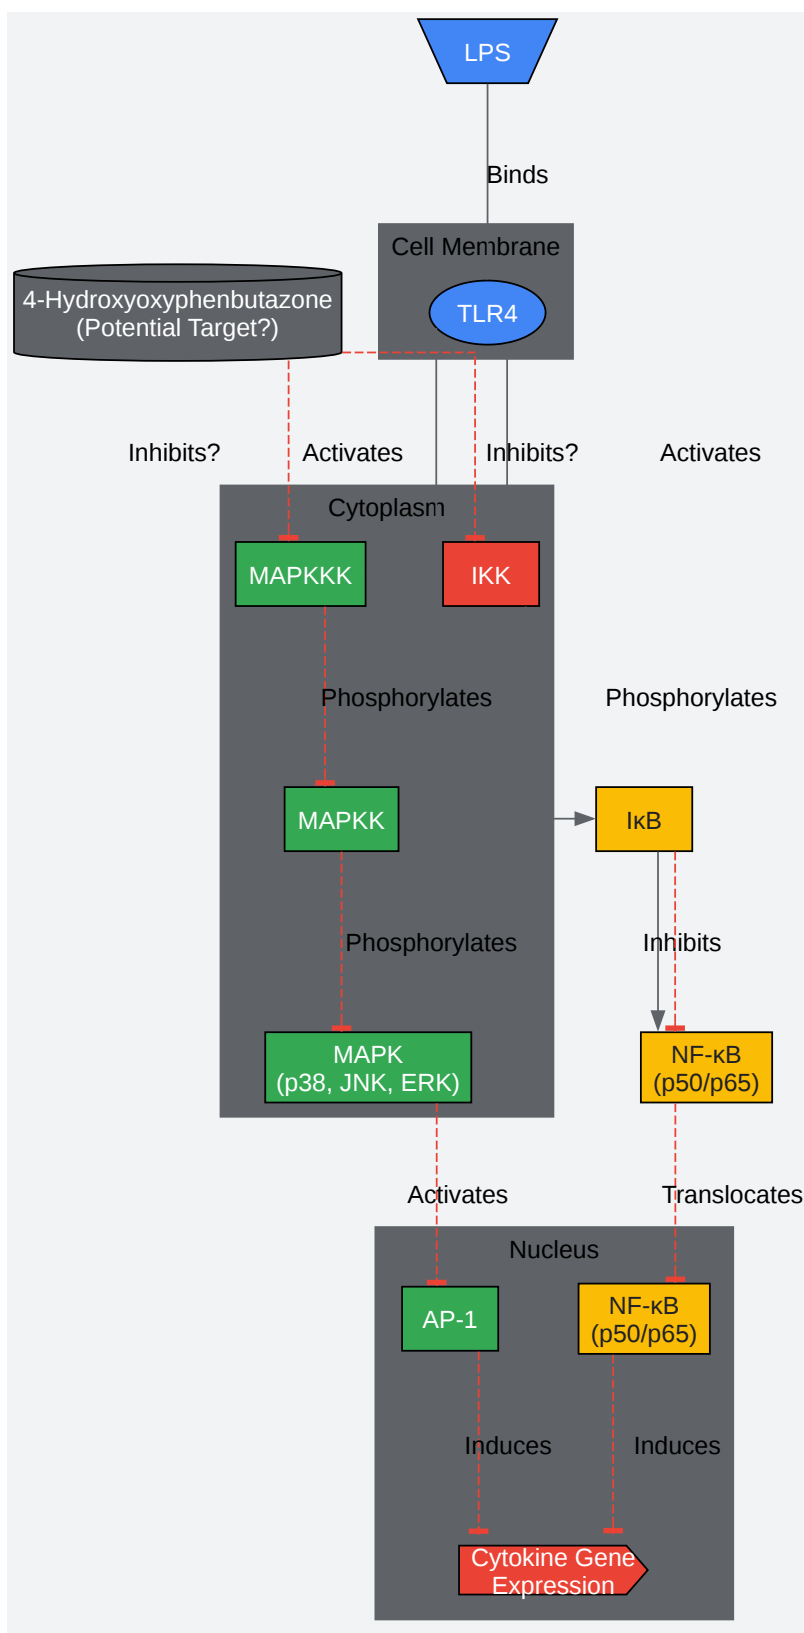 LPS
Binds
Cell Membrane
TLR4
4-Hydroxyoxyphenbutazone
(Potential Target?)
Inhibits?
Activates
Inhibits?
Activates
Cytoplasm
MAPKKK
IKK
Phosphorylates
Phosphorylates
MAPKK
IκB
Phosphorylates
Inhibits
MAPK
(p38, JNK, ERK)
NF-κB
(p50/p65)
Activates
Translocates
Nucleus
AP-1
NF-κB
(p50/p65)
Induces
Induces
Cytokine Gene
Expression